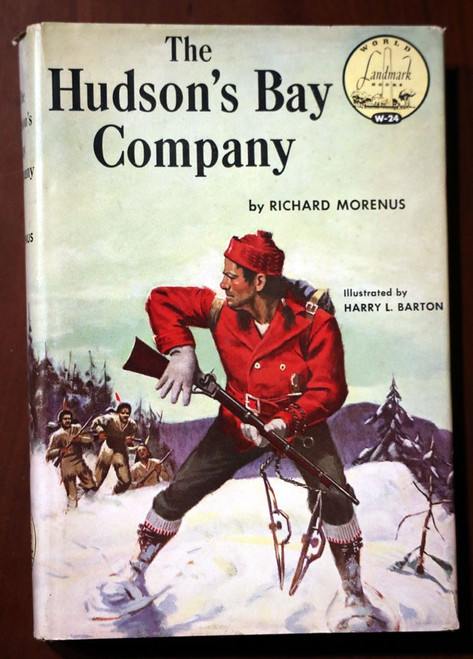 The
Hudson's Bay
Company
WORLD
Landmark
BOOKS
W-24
by RICHARD MORENUS
Illustrated by
HARRY L. BARTON